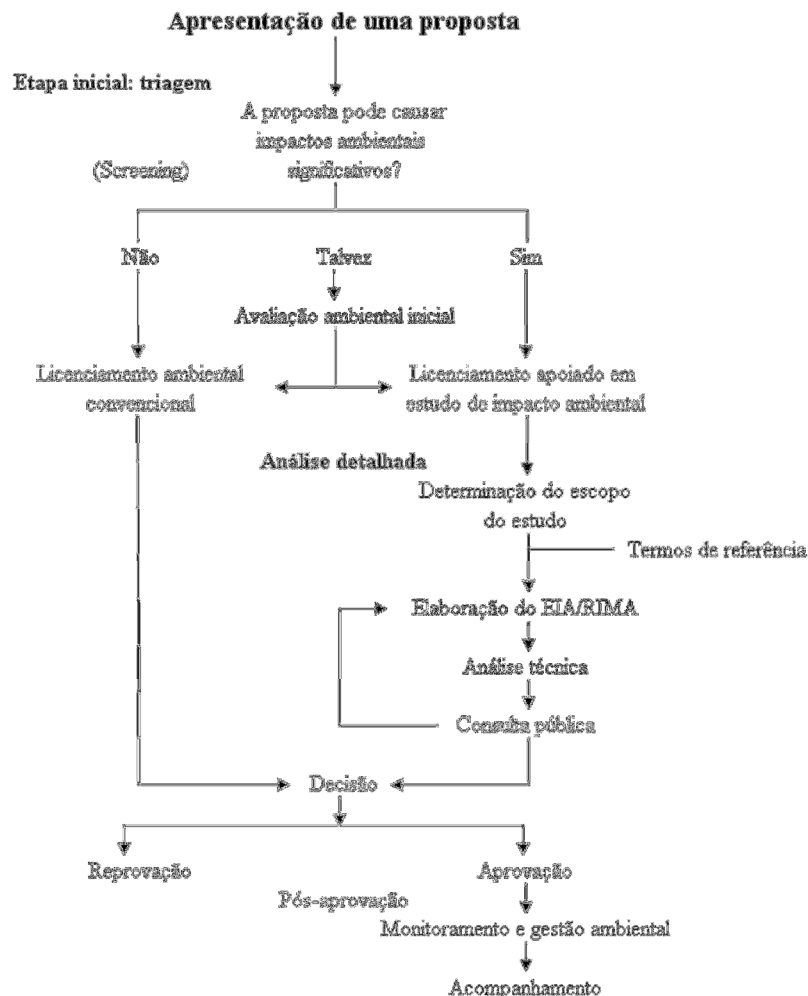 Apresentação de uma proposta
Etapa inicial: triagem
A proposta pode causar
impactos ambientais
(Screening)
significativos?
Não
Talvez
Sim
Avaliação ambiental inicial
Licenciamento ambiental
convencional
Licenciamento apoiado em
estudo de impacto ambiental
Análise detalhada
Determinação do escopo
do estudo
Termos de referência
Elaboração do EIA/RIMA
Análise técnica
Consulta pública
Decisão
Reprovação
Aprovação
Pós-aprovação
Monitoramento e gestão ambiental
Acompanhamento